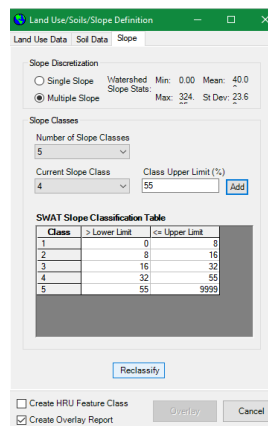 Land Use/Soils/Slope Definition
Land Use Data Soil Data Slope
Slope Discretization
Single Slope Watershed Slope Stats: Min: 0.00 Mean: 40.0
Multiple Slope Max: 324. St Dev: 23.6
Slope Classes
Number of Slope Classes
5
Current Slope Class Class Upper Limit (%)
4 55 Add
SWAT Slope Classification Table
Class > Lower Limit <= Upper Limit
1 0 8
2 8 16
3 16 32
4 32 55
5 55 9999
Reclassify
Create HRU Feature Class
Create Overlay Report Overlay Cancel